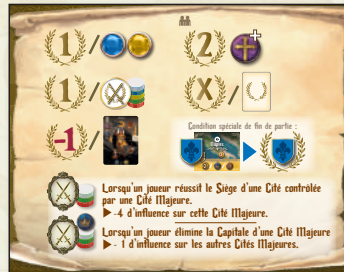 1 / 2 +
1 / X /
-1 /
Condition spéciale de fin de partie :
Lorsqu'un joueur réussit le Siège d'une Cité contrôlée
par une Cité Majeure.
-4 d'influence sur cette Cité Majeure.
Lorsqu'un joueur élimine la Capitale d'une Cité Majeure
- 1 d'influence sur les autres Cités Majeures.